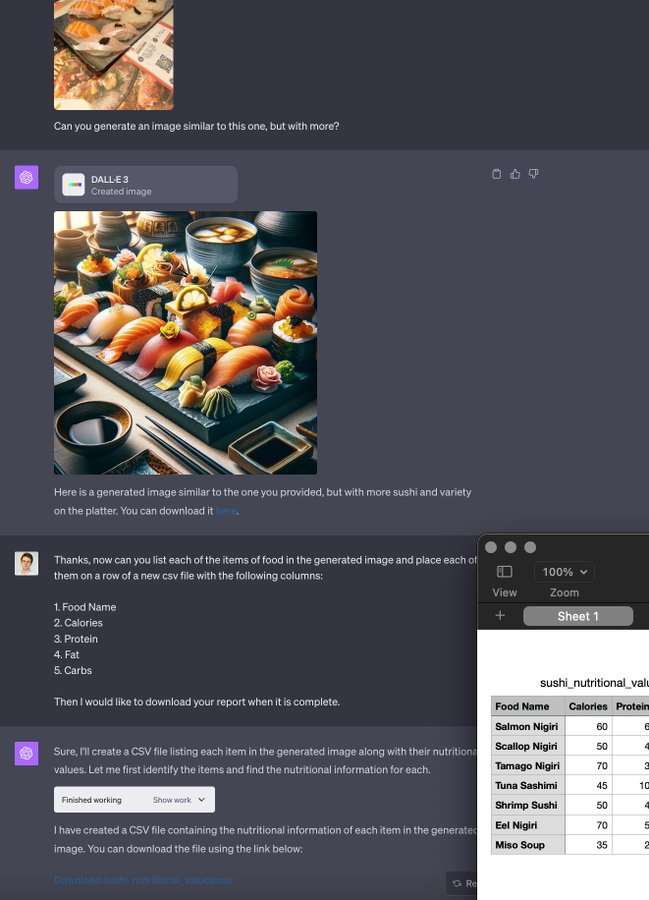 Can you generate an image similar to this one, but with more?
DALL·E 3
Created image
Here is a generated image similar to the one you provided, but with more sushi and variety
on the platter. You can download it here.
Thanks, now can you list each of the items of food in the generated image and place each of
them on a row of a new csv file with the following columns:
1. Food Name
2. Calories
3. Protein
4. Fat
5. Carbs
Then I would like to download your report when it is complete.
Sure, I'll create a CSV file listing each item in the generated image along with their nutritiona
values. Let me first identify the items and find the nutritional information for each.
Finished working Show work
I have created a CSV file containing the nutritional information of each item in the generated
image. You can download the file using the link below:
Download sushi_nutritional_values.csv
Re
100%
View Zoom
+ Sheet 1
sushi_nutritional_valu
Food Name Calories Protein
Salmon Nigiri 60 6
Scallop Nigiri 50 4
Tamago Nigiri 70 3
Tuna Sashimi 45 10
Shrimp Sushi 50 4
Eel Nigiri 70 5
Miso Soup 35 2